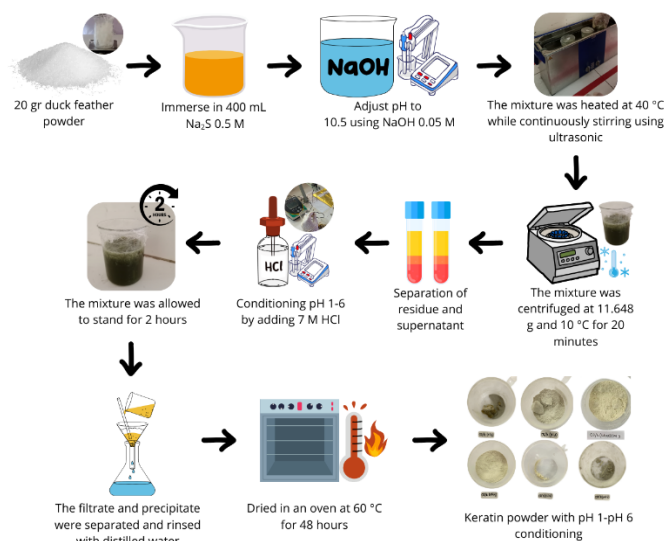 20 gr duck feather
powder
Immerse in 400 mL
Na₂S 0.5 M
NaOH
Adjust pH to
10.5 using NaOH 0.05 M
The mixture was heated at 40 °C
while continuously stirring using
ultrasonic
The mixture was
centrifuged at 11.648
g and 10 °C for 20
minutes
Separation of
residue and
supernatant
HCl
Conditioning pH 1-6
by adding 7 M HCl
2
HOURS
The mixture was allowed
to stand for 2 hours
The filtrate and precipitate
were separated and rinsed
with distilled water
Dried in an oven at 60 °C
for 48 hours
Keratin powder with pH 1-pH 6
conditioning